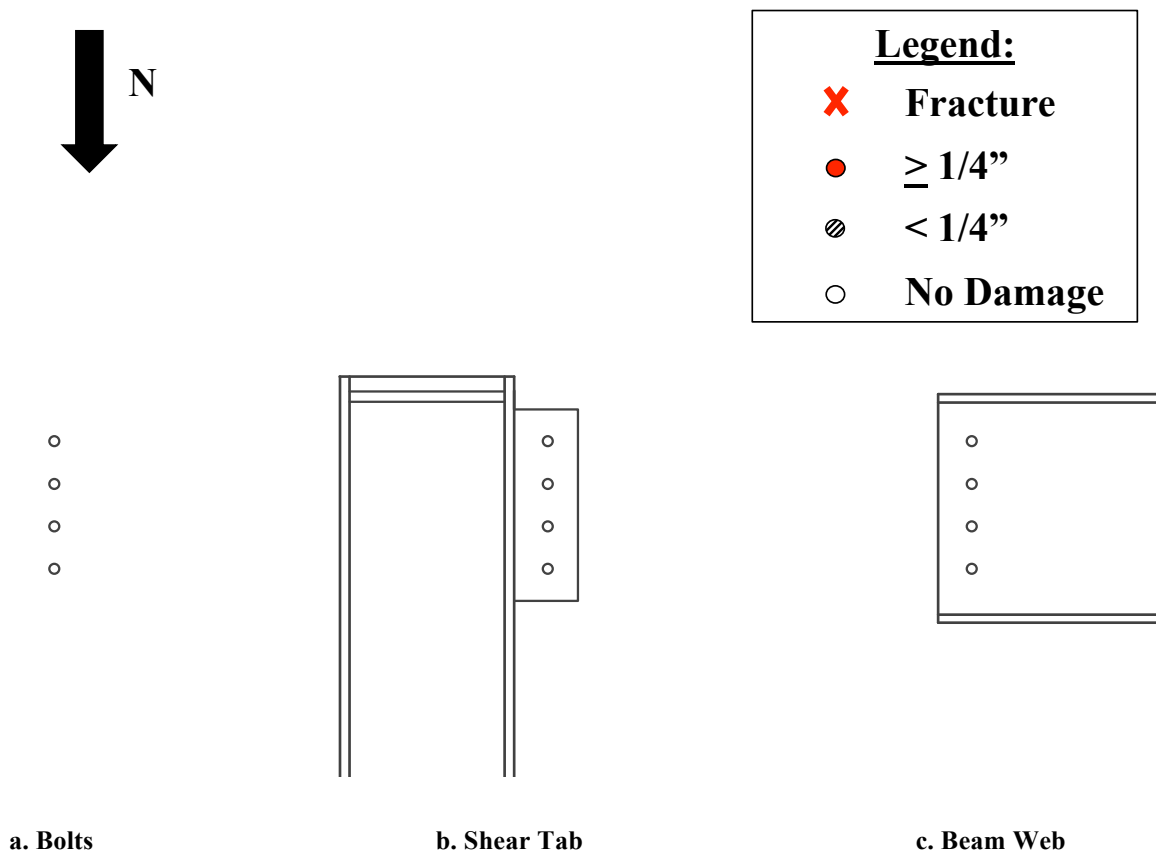 N
Legend:
Fracture
≥ 1/4”
< 1/4”
No Damage
a. Bolts
b. Shear Tab
c. Beam Web